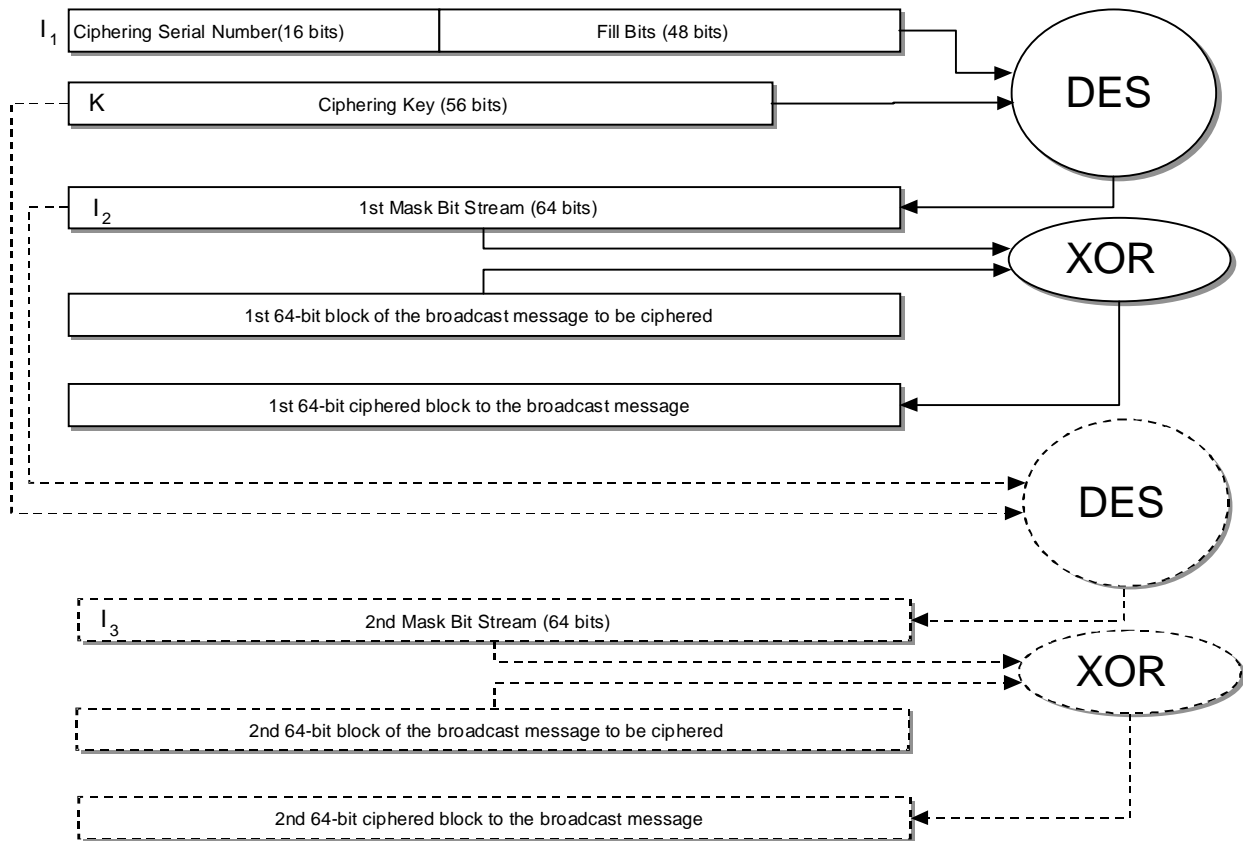 I1 Ciphering Serial Number(16 bits) Fill Bits (48 bits)
DES
K Ciphering Key (56 bits)
I2 1st Mask Bit Stream (64 bits)
XOR
1st 64-bit block of the broadcast message to be ciphered
1st 64-bit ciphered block to the broadcast message
DES
I3 2nd Mask Bit Stream (64 bits)
XOR
2nd 64-bit block of the broadcast message to be ciphered
2nd 64-bit ciphered block to the broadcast message